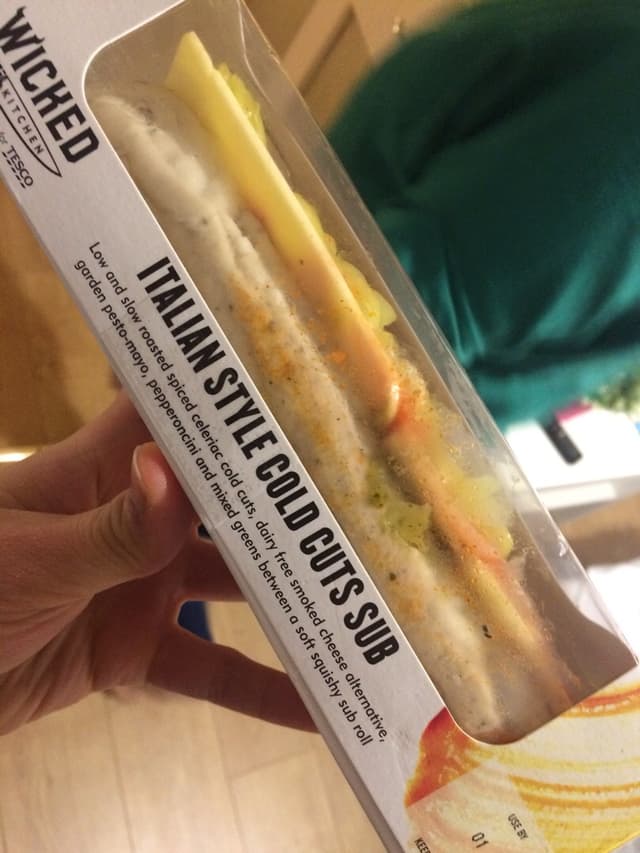 WICKED
KITCHEN
for TESCO
ITALIAN STYLE COLD CUTS SUB
Low and slow roasted spiced celeriac cold cuts, dairy free smoked cheese alternative,
garden pesto-mayo, pepperoncini and mixed greens between a soft squishy sub roll
USE BY
01